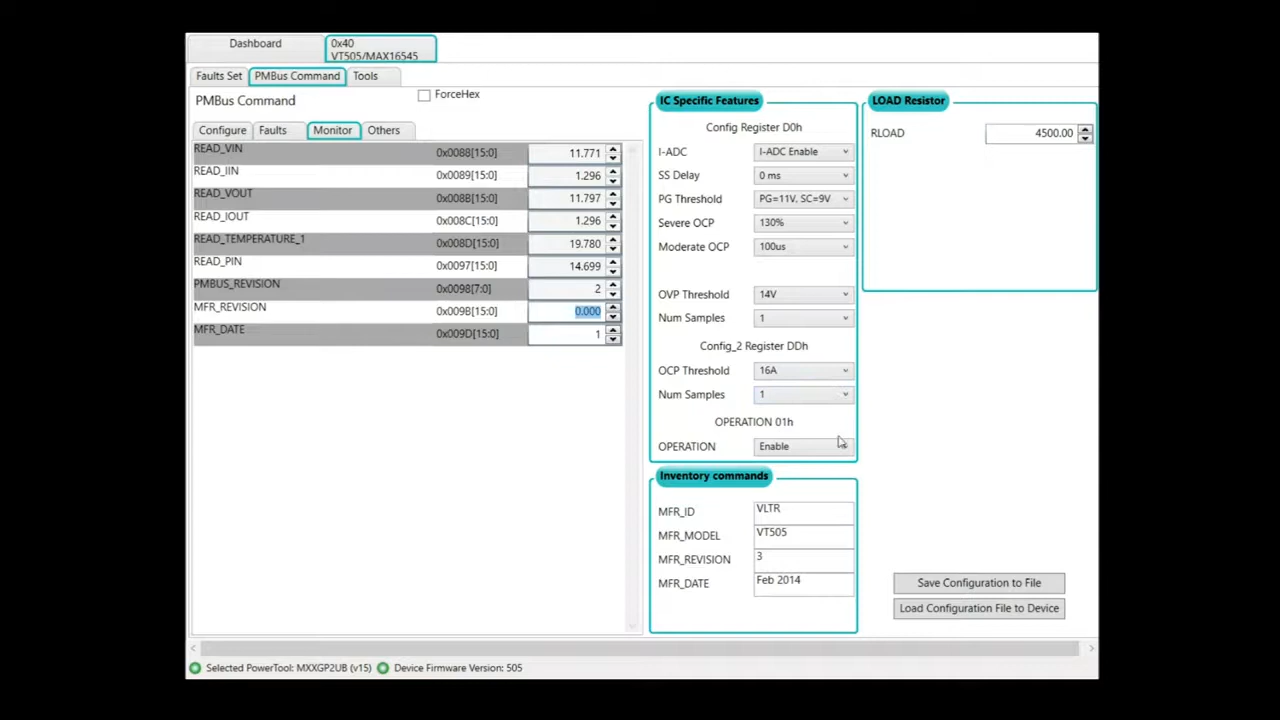 Dashboard
0x40
VT505/MAX16545
Faults Set
PMBus Command
Tools
PMBus Command
ForceHex
Configure
Faults
Monitor
Others
READ_VIN 0x0088[15:0] 11.771
READ_IIN 0x0089[15:0] 1.296
READ_VOUT 0x008B[15:0] 11.797
READ_IOUT 0x008C[15:0] 1.296
READ_TEMPERATURE_1 0x008D[15:0] 19.780
READ_PIN 0x0097[15:0] 14.699
PMBUS_REVISION 0x0098[7:0] 2
MFR_REVISION 0x009B[15:0] 0.000
MFR_DATE 0x009D[15:0] 1
IC Specific Features
Config Register D0h
I-ADC I-ADC Enable
SS Delay 0 ms
PG Threshold PG=11V, SC=9V
Severe OCP 130%
Moderate OCP 100us
OVP Threshold 14V
Num Samples 1
Config_2 Register DDh
OCP Threshold 16A
Num Samples 1
OPERATION 01h
OPERATION Enable
Inventory commands
MFR_ID VLTR
MFR_MODEL VT505
MFR_REVISION 3
MFR_DATE Feb 2014
LOAD Resistor
RLOAD 4500.00
Save Configuration to File
Load Configuration File to Device
Selected PowerTool: MXXGP2UB (v15) Device Firmware Version: 505